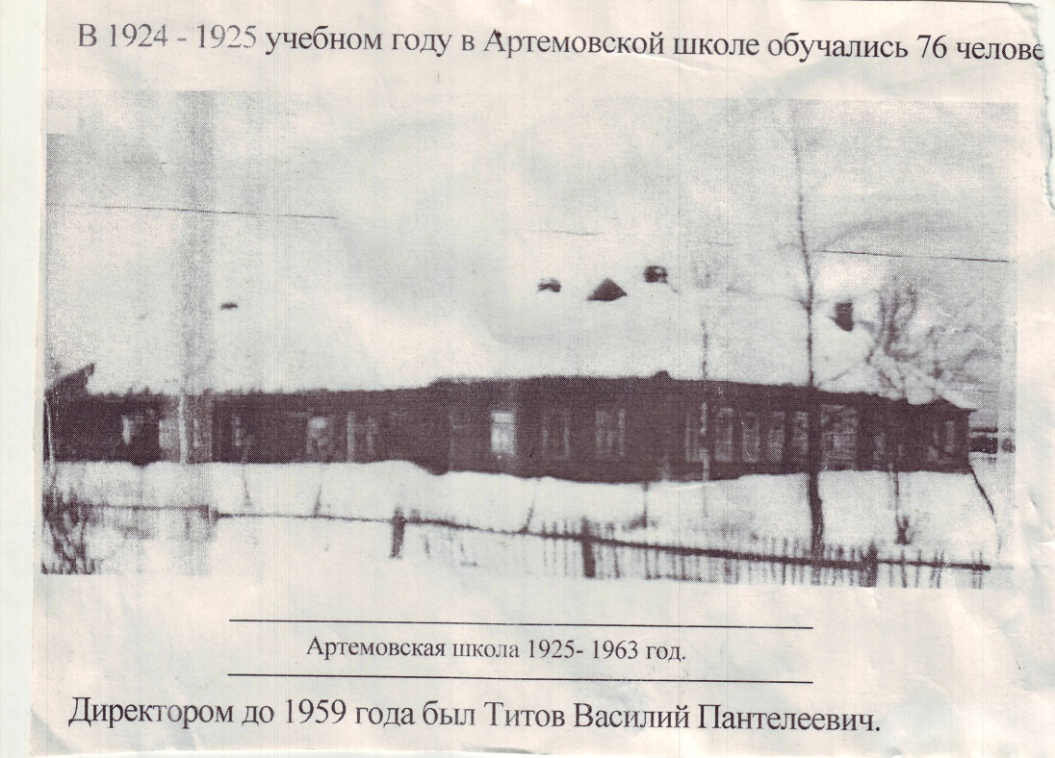 В 1924 - 1925 учебном году в Артемовской школе обучались 76 челове
Артемовская школа 1925- 1963 год.
Директором до 1959 года был Титов Василий Пантелеевич.